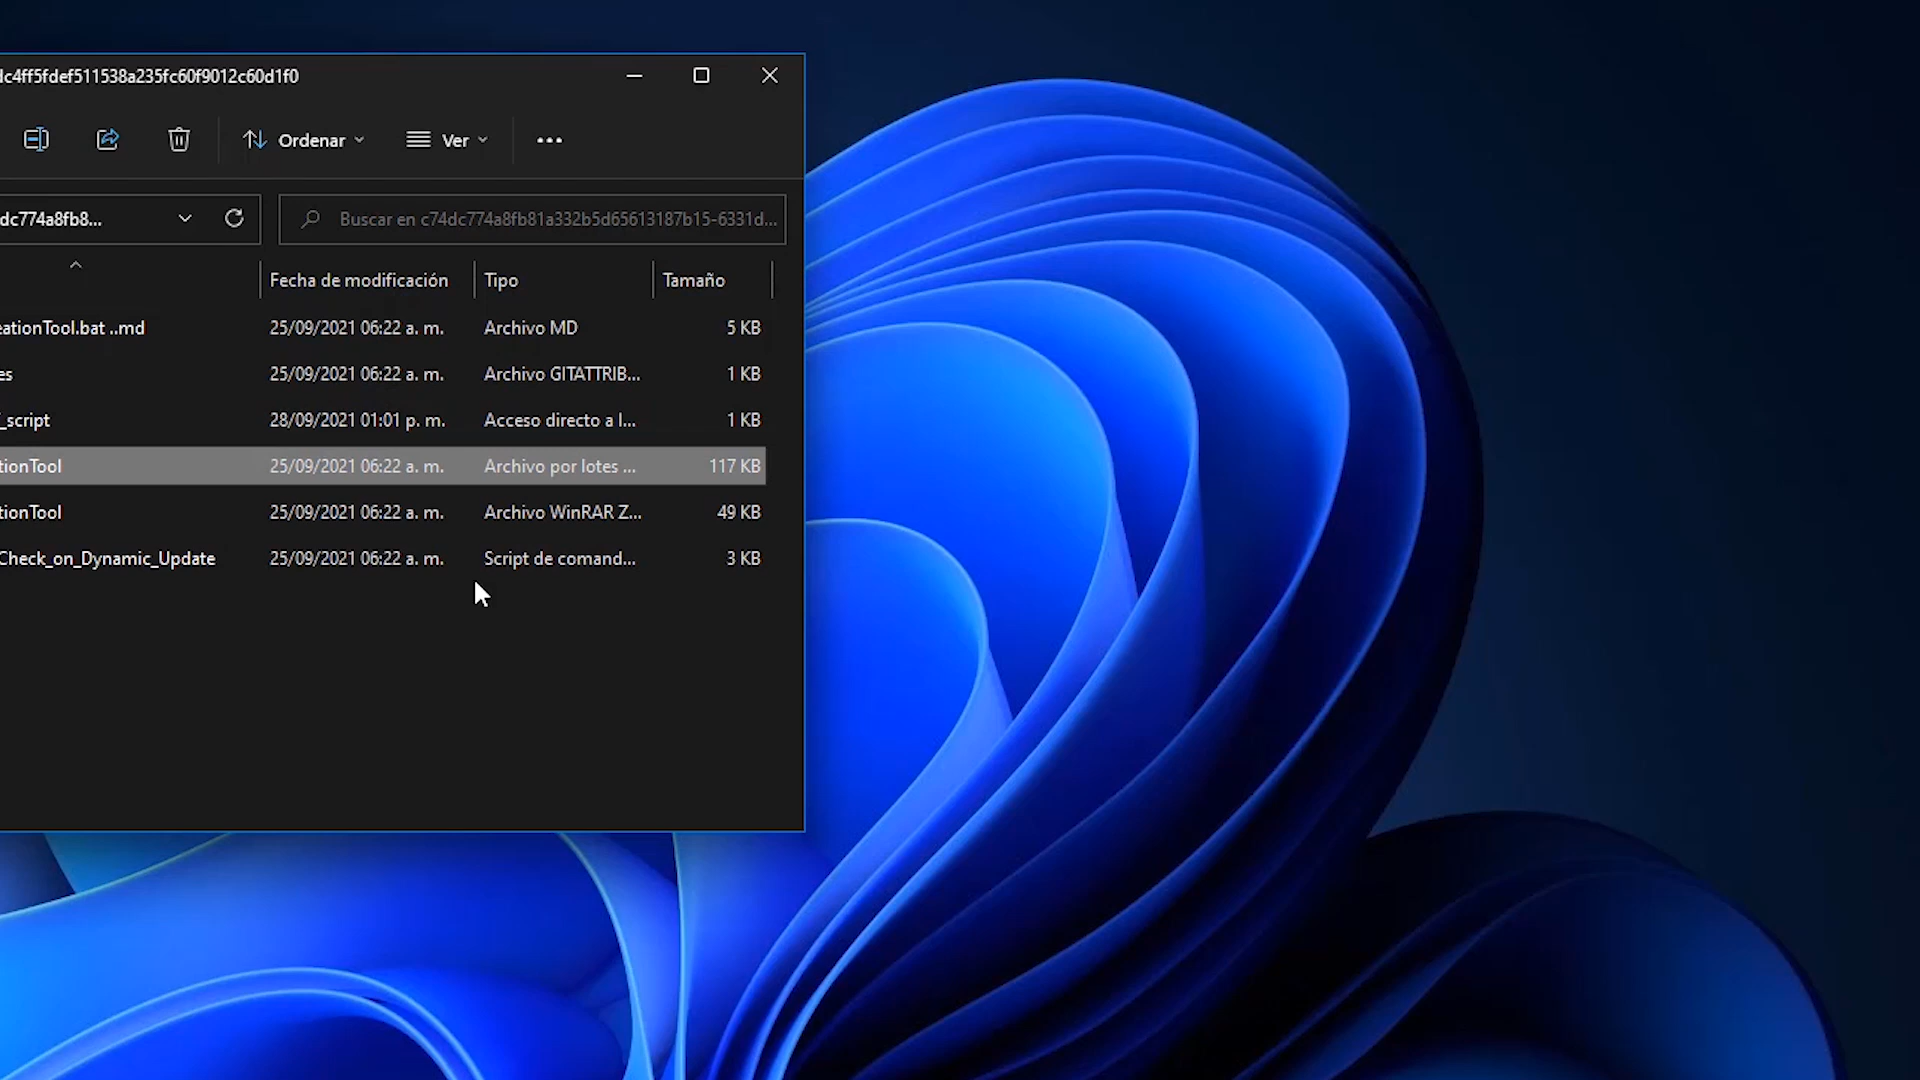 dc4ff5fdef511538a235fc60f9012c60d1f0
Ordenar
Ver
dc774a8fb8...
Buscar en c74dc774a8fb81a332b5d65613187b15-6331d...
Fecha de modificación Tipo Tamaño
eationTool.bat ..md 25/09/2021 06:22 a. m. Archivo MD 5 KB
es 25/09/2021 06:22 a. m. Archivo GITATTRIB... 1 KB
_script 28/09/2021 01:01 p. m. Acceso directo a I... 1 KB
tionTool 25/09/2021 06:22 a. m. Archivo por lotes ... 117 KB
tionTool 25/09/2021 06:22 a. m. Archivo WinRAR Z... 49 KB
Check_on_Dynamic_Update 25/09/2021 06:22 a. m. Script de comand... 3 KB